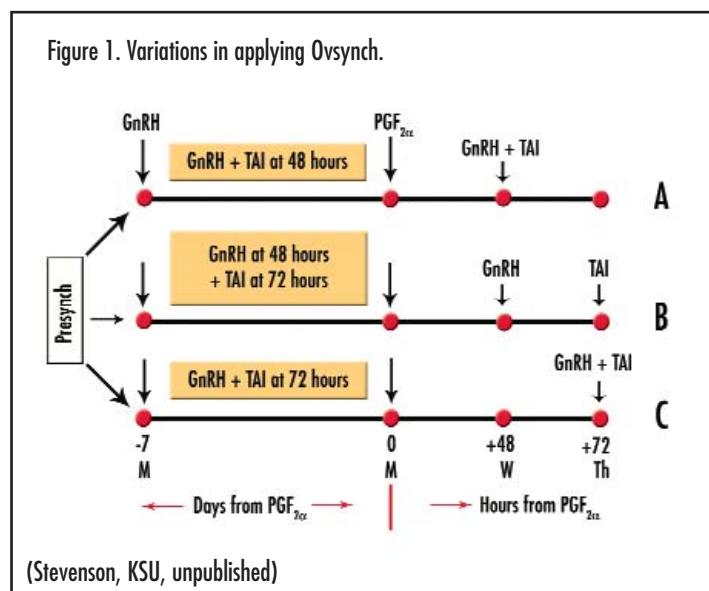 Figure 1. Variations in applying Ovsynch.
GnRH
PGF2α
GnRH + TAI at 48 hours
GnRH + TAI
A
Presynch
GnRH at 48 hours
+ TAI at 72 hours
GnRH
TAI
B
GnRH + TAI at 72 hours
GnRH + TAI
C
-7
0
+48
+72
M
M
W
Th
Days from PGF2α
Hours from PGF2α
(Stevenson, KSU, unpublished)